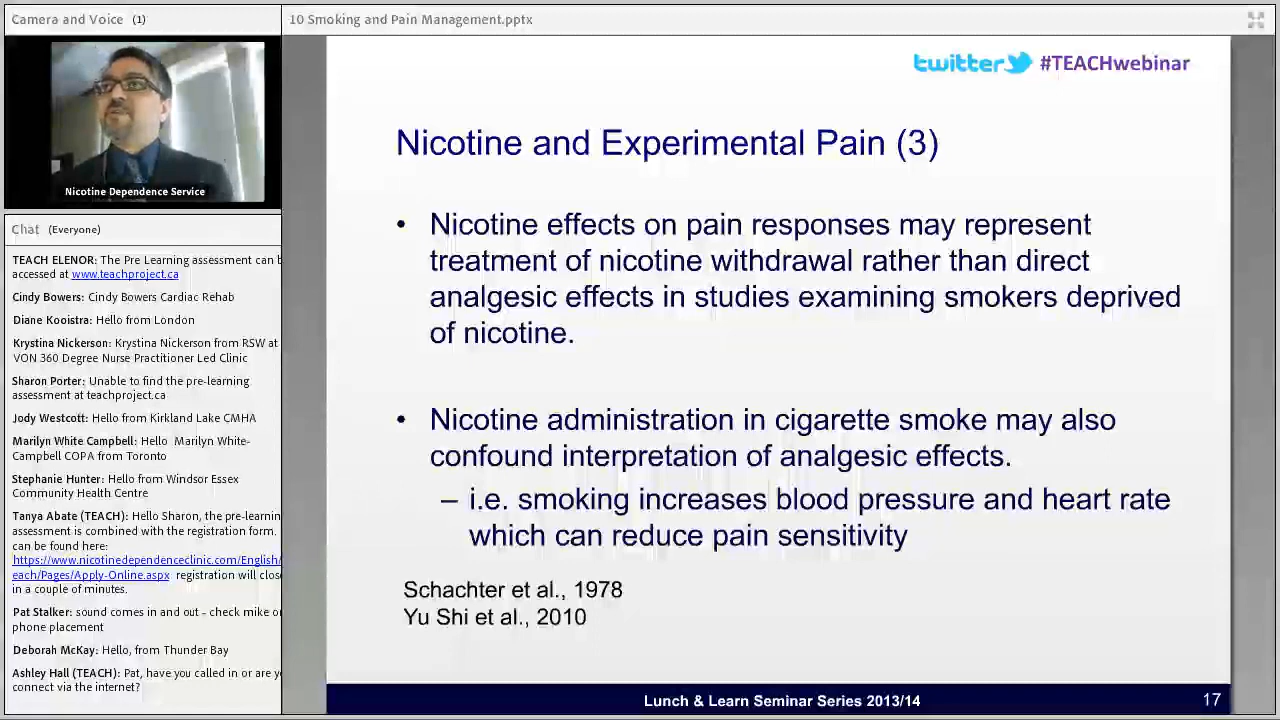 Camera and Voice (1)
10 Smoking and Pain Management.pptx
Nicotine Dependence Service
Chat (Everyone)
TEACH ELENOR: The Pre Learning assessment can b
accessed at www.teachproject.ca
Cindy Bowers: Cindy Bowers Cardiac Rehab
Diane Kooistra: Hello from London
Krystina Nickerson: Krystina Nickerson from RSW at
VON 360 Degree Nurse Practitioner Led Clinic
Sharon Porter: Unable to find the pre-learning
assessment at teachproject.ca
Jody Westcott: Hello from Kirkland Lake CMHA
Marilyn White Campbell: Hello Marilyn White-
Campbell COPA from Toronto
Stephanie Hunter: Hello from Windsor Essex
Community Health Centre
Tanya Abate (TEACH): Hello Sharon, the pre-learning
assessment is combined with the registration form.
can be found here:
https://www.nicotinedependenceclinic.com/English/
each/Pages/Apply-Online.aspx registration will close
in a couple of minutes.
Pat Stalker: sound comes in and out - check mike or
phone placement
Deborah McKay: Hello, from Thunder Bay
Ashley Hall (TEACH): Pat, have you called in or are y
connect via the internet?
twitter #TEACHwebinar
Nicotine and Experimental Pain (3)
• Nicotine effects on pain responses may represent
treatment of nicotine withdrawal rather than direct
analgesic effects in studies examining smokers deprived
of nicotine.
• Nicotine administration in cigarette smoke may also
confound interpretation of analgesic effects.
– i.e. smoking increases blood pressure and heart rate
which can reduce pain sensitivity
Schachter et al., 1978
Yu Shi et al., 2010
Lunch & Learn Seminar Series 2013/14
17